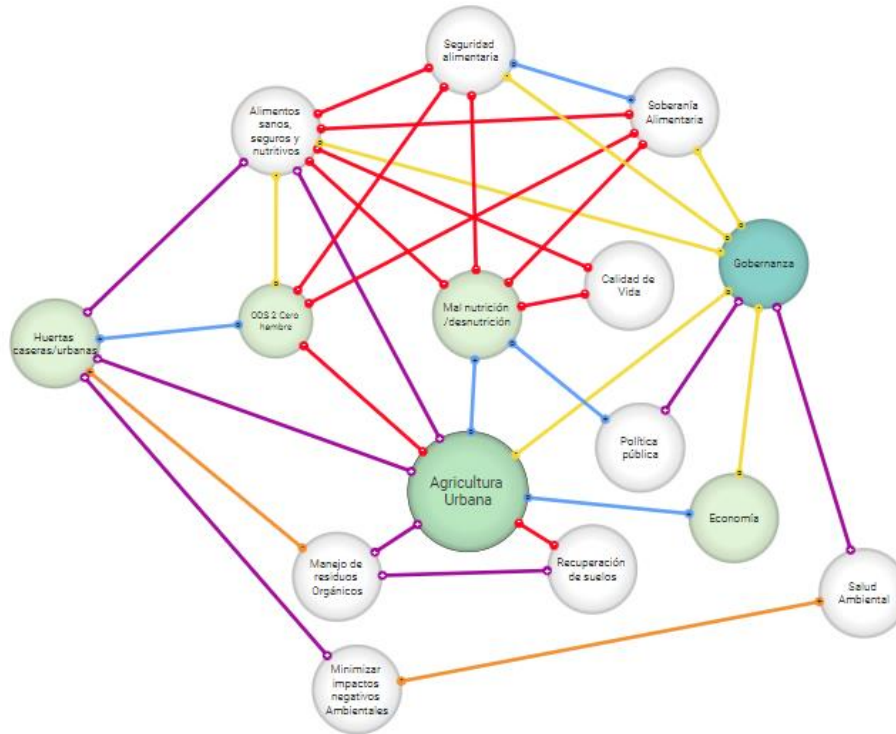 Seguridad
alimentaria
Alimentos
sanos,
seguros y
nutritivos
Soberanía
Alimentaria
Gobernanza
Calidad de
Vida
ODS 2 Cero
hambre
Mal nutrición
/desnutrición
Huertas
caseras/urbanas
Política
pública
Agricultura
Urbana
Economía
Manejo de
residuos
Orgánicos
Recuperación
de suelos
Salud
Ambiental
Minimizar
impactos
negativos
Ambientales